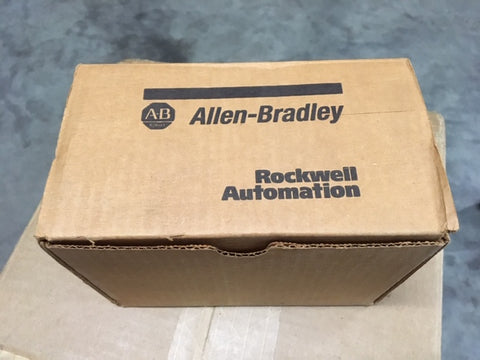 AB
Allen-Bradley
Rockwell
Automation